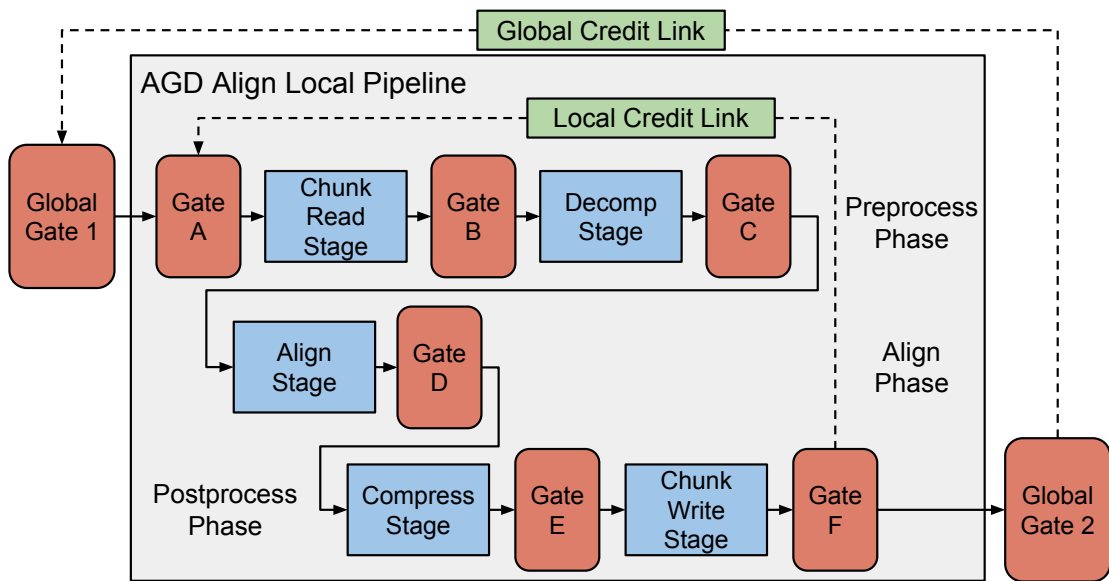 Global Credit Link
AGD Align Local Pipeline
Local Credit Link
Global
Gate 1
Gate
A
Chunk
Read
Stage
Gate
B
Decomp
Stage
Gate
C
Preprocess
Phase
Align
Stage
Gate
D
Align
Phase
Postprocess
Phase
Compress
Stage
Gate
E
Chunk
Write
Stage
Gate
F
Global
Gate 2